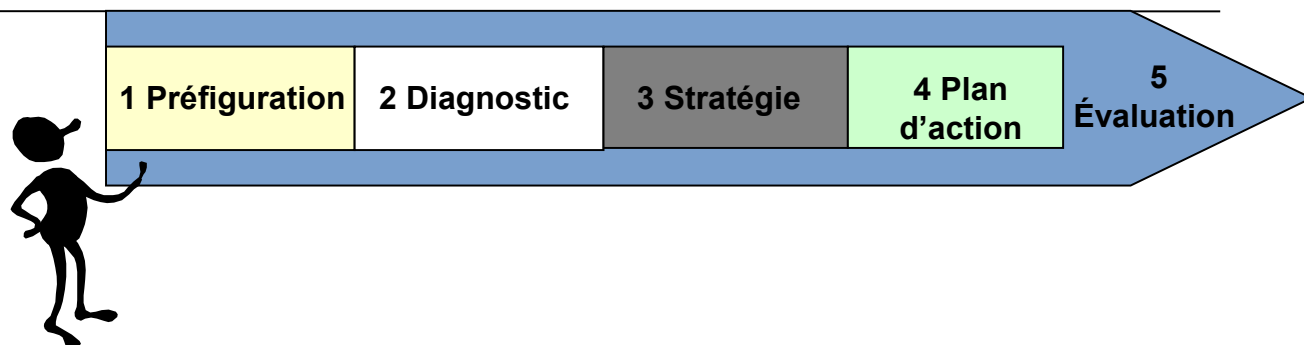 1 Préfiguration
2 Diagnostic
3 Stratégie
4 Plan
d’action
5
Évaluation